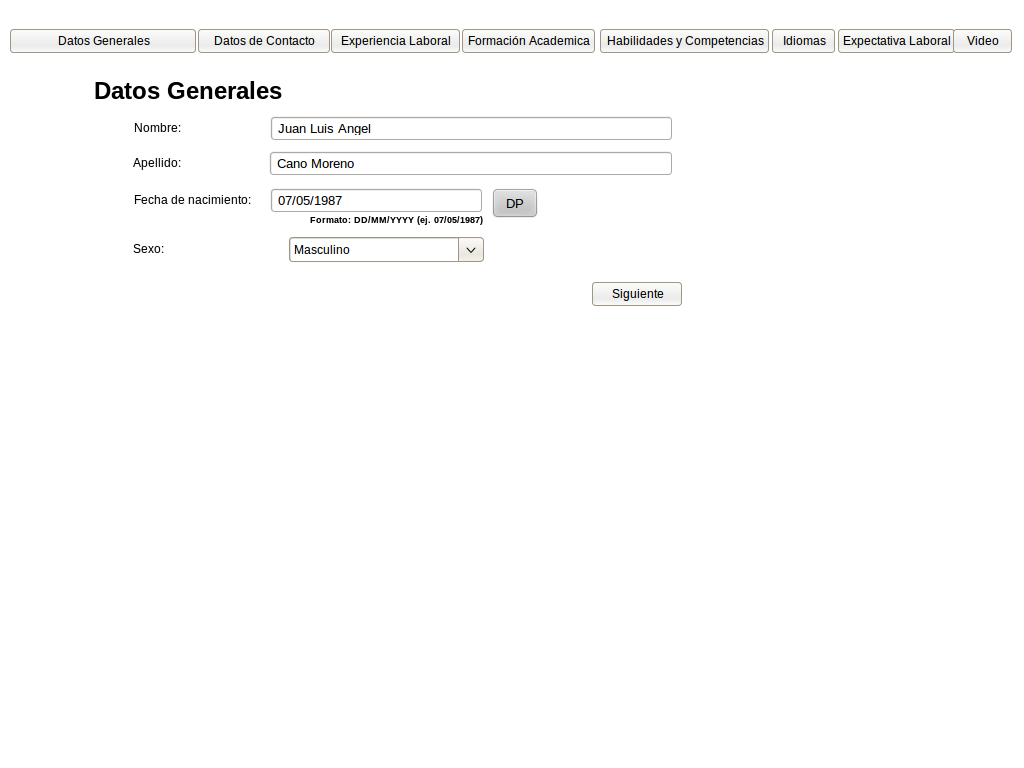 Datos Generales Datos de Contacto Experiencia Laboral Formación Academica Habilidades y Competencias Idiomas Expectativa Laboral Video
Datos Generales
Nombre: Juan Luis Angel
Apellido: Cano Moreno
Fecha de nacimiento: 07/05/1987 DP
Formato: DD/MM/YYYY (ej. 07/05/1987)
Sexo: Masculino
Siguiente